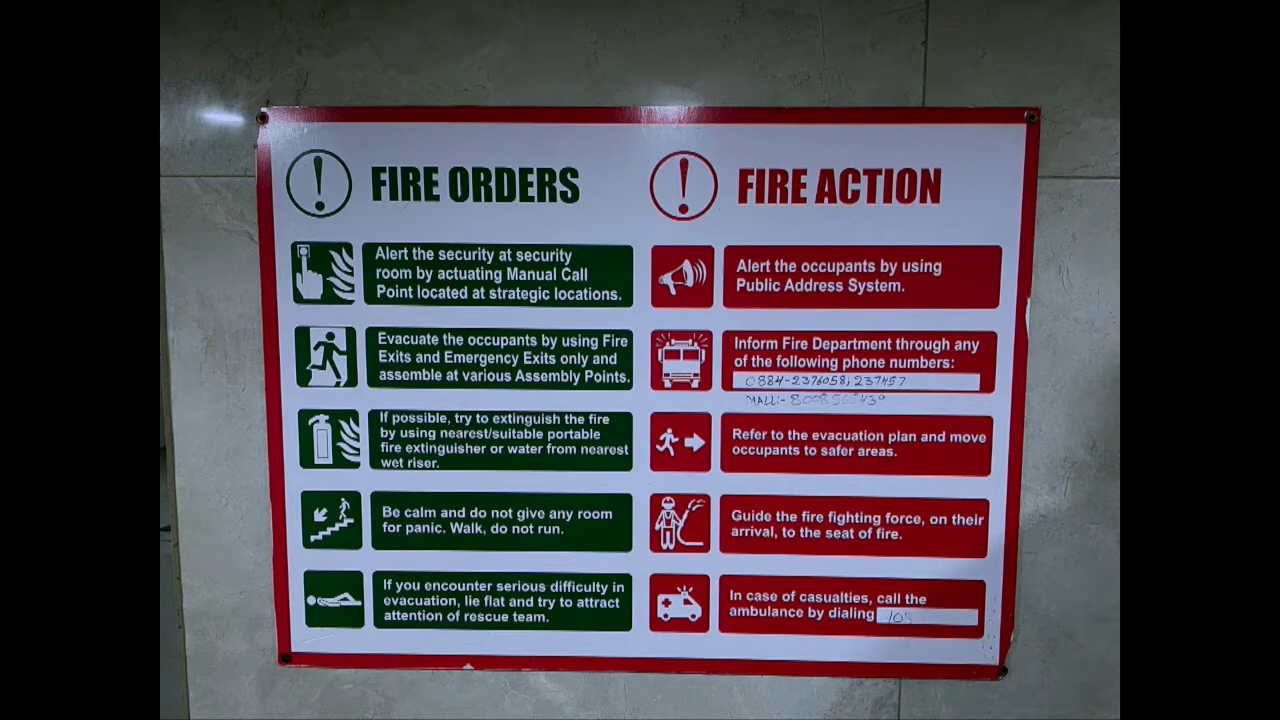 FIRE ORDERS
Alert the security at security
room by actuating Manual Call
Point located at strategic locations.
Evacuate the occupants by using Fire
Exits and Emergency Exits only and
assemble at various Assembly Points.
If possible, try to extinguish the fire
by using nearest/suitable portable
fire extinguisher or water from nearest
wet riser.
Be calm and do not give any room
for panic. Walk, do not run.
If you encounter serious difficulty in
evacuation, lie flat and try to attract
attention of rescue team.
FIRE ACTION
Alert the occupants by using
Public Address System.
Inform Fire Department through any
of the following phone numbers:
0884-2376058; 237457
MALL:-
Refer to the evacuation plan and move
occupants to safer areas.
Guide the fire fighting force, on their
arrival, to the seat of fire.
In case of casualties, call the
ambulance by dialing